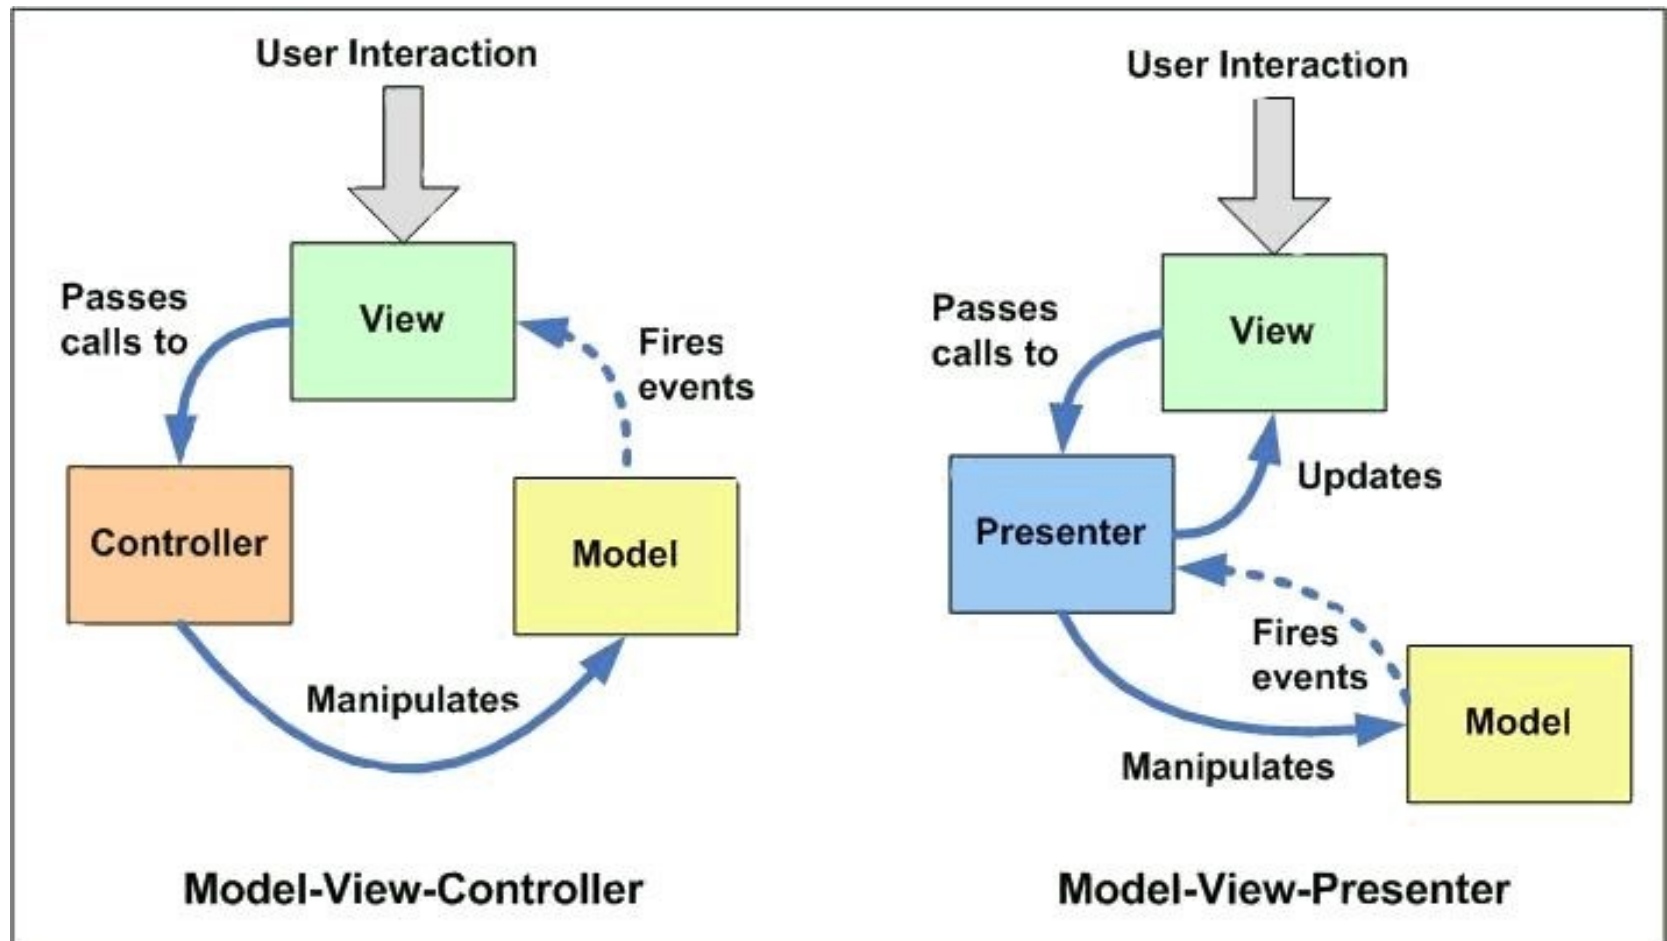 User Interaction
Passes
calls to
View
Fires
events
Controller
Model
Manipulates
Model-View-Controller
User Interaction
Passes
calls to
View
Updates
Presenter
Fires
events
Model
Manipulates
Model-View-Presenter